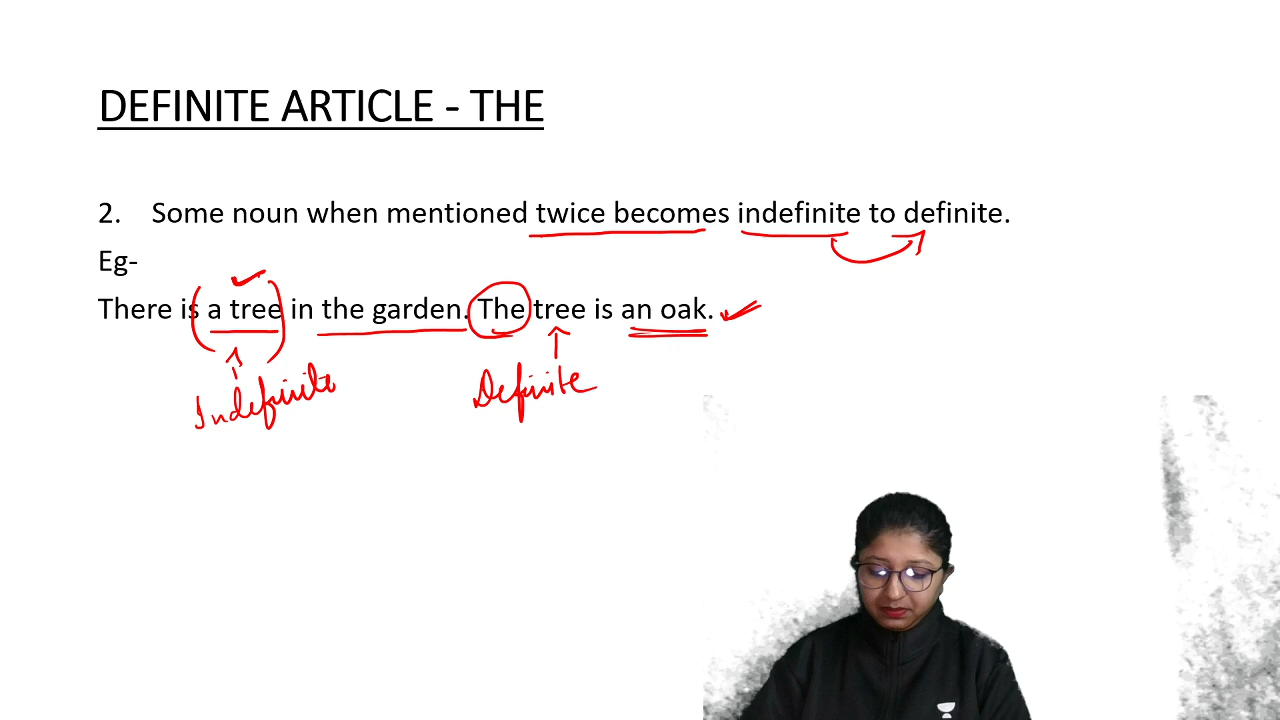 DEFINITE ARTICLE - THE
2. Some noun when mentioned twice becomes indefinite to definite.
Eg-
There is a tree in the garden. The tree is an oak.
Indefinite Definite